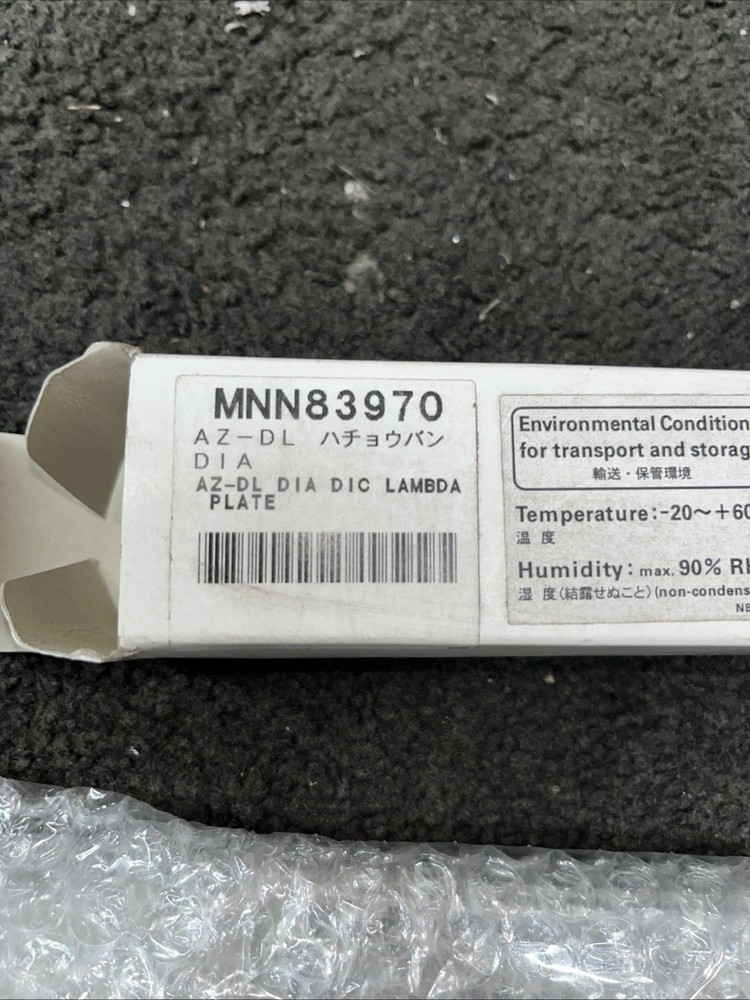 MNN83970
AZ-DL ハチョウバン
DIA
AZ-DL DIA DIC LAMBDA
PLATE
Environmental Condition
for transport and storag
輸送・保管環境
Temperature:-20～+60
温 度
Humidity: max. 90% RH
湿 度(結露せぬこと)(non-condens
NB